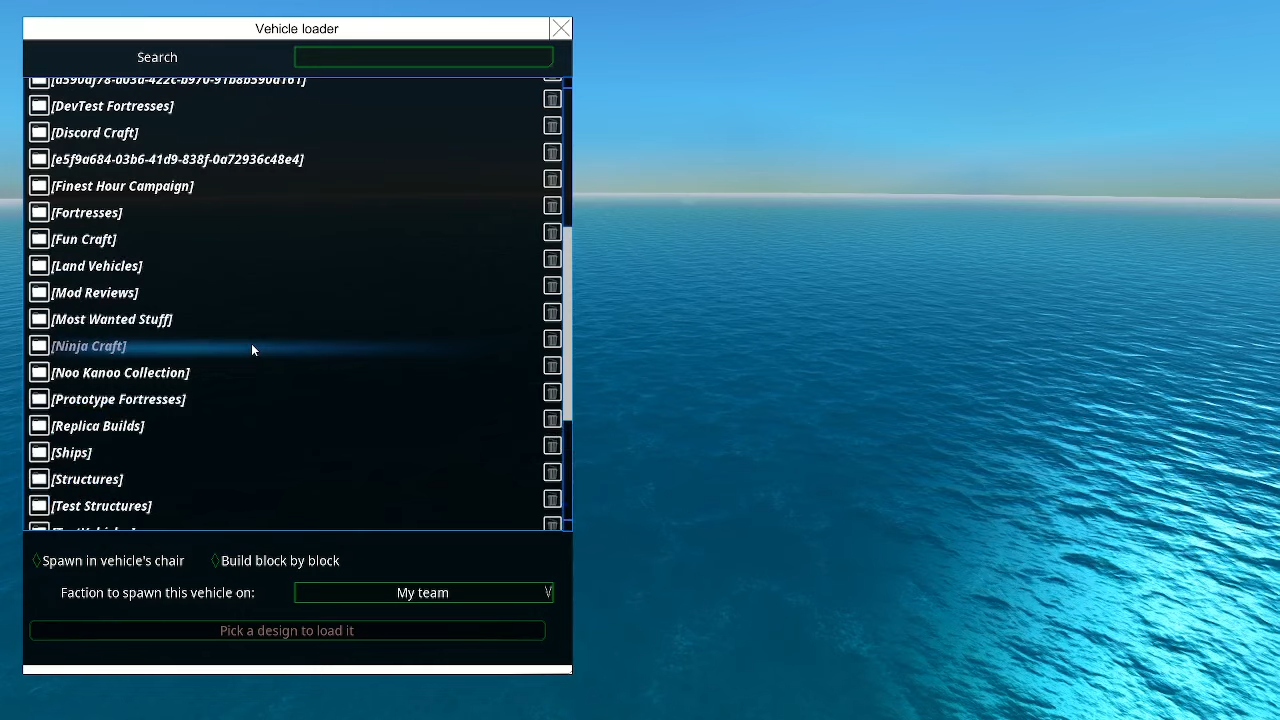 Vehicle loader
Search
[DevTest Fortresses]
[Discord Craft]
[e5f9a684-03b6-41d9-838f-0a72936c48e4]
[Finest Hour Campaign]
[Fortresses]
[Fun Craft]
[Land Vehicles]
[Mod Reviews]
[Most Wanted Stuff]
[Ninja Craft]
[Noo Kanoo Collection]
[Prototype Fortresses]
[Replica Builds]
[Ships]
[Structures]
[Test Structures]
Spawn in vehicle's chair Build block by block
Faction to spawn this vehicle on: My team
Pick a design to load it